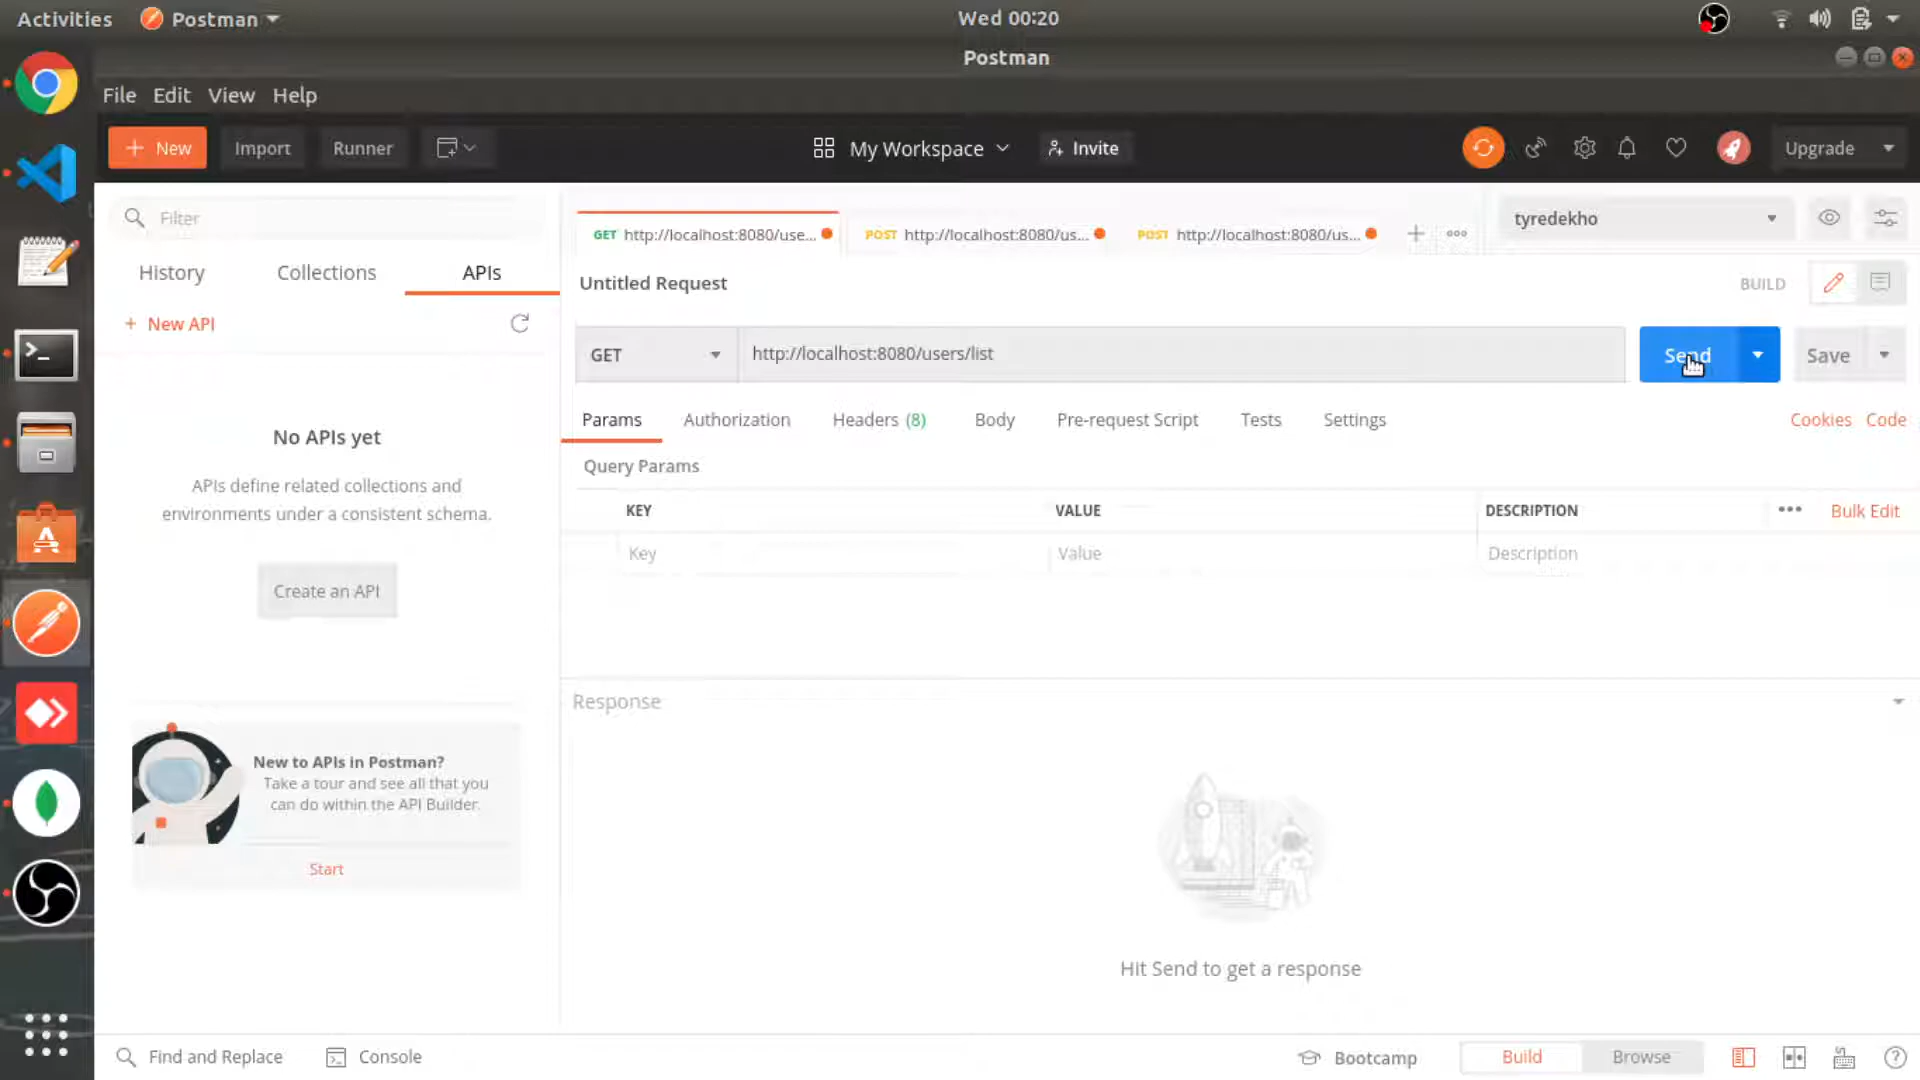 Activities Postman Wed 00:20
Postman
File Edit View Help
+ New Import Runner My Workspace Invite Upgrade
Filter
History Collections APIs
+ New API
No APIs yet
APIs define related collections and
environments under a consistent schema.
Create an API
New to APIs in Postman?
Take a tour and see all that you
can do within the API Builder.
Start
GET http://localhost:8080/use... POST http://localhost:8080/us... POST http://localhost:8080/us... tyredekho
Untitled Request BUILD
GET http://localhost:8080/users/list Send Save
Params Authorization Headers (8) Body Pre-request Script Tests Settings Cookies Code
Query Params
KEY VALUE DESCRIPTION Bulk Edit
Key Value Description
Response
Hit Send to get a response
Find and Replace Console Bootcamp Build Browse